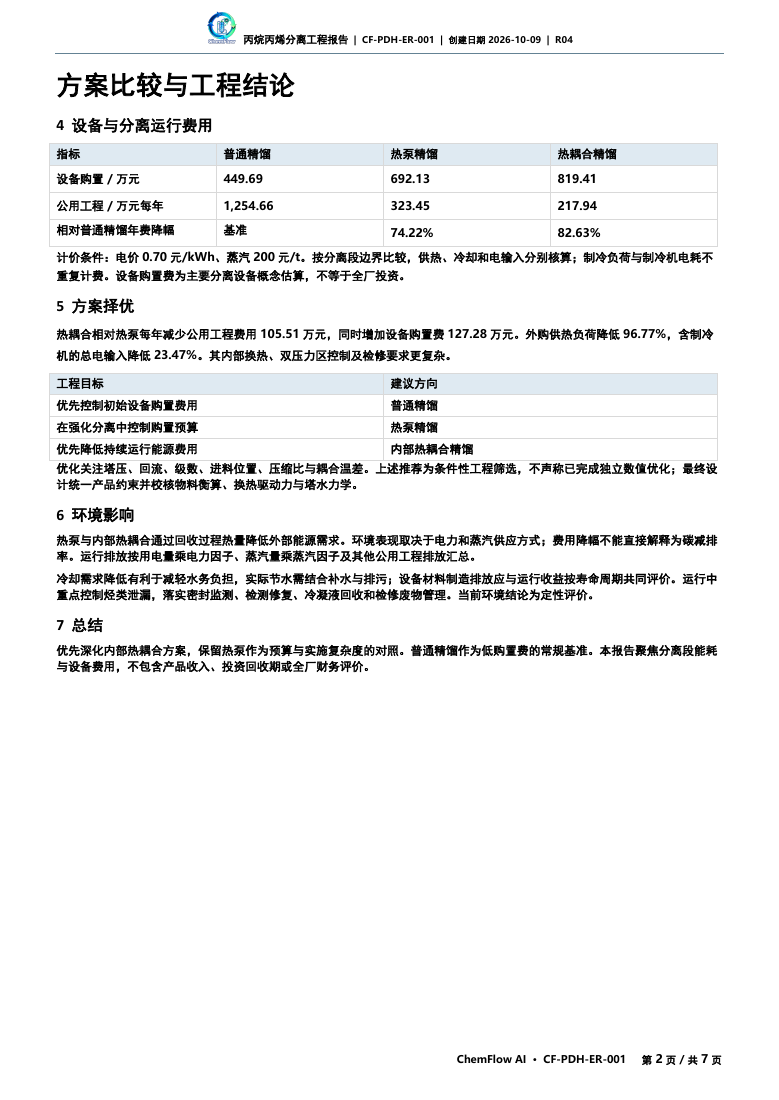 ChemFlow
丙烷丙烯分离工程报告 | CF-PDH-ER-001 | 创建日期 2026-10-09 | R04
方案比较与工程结论
4 设备与分离运行费用
指标 普通精馏 热泵精馏 热耦合精馏
设备购置 / 万元 449.69 692.13 819.41
公用工程 / 万元每年 1,254.66 323.45 217.94
相对普通精馏年费降幅 基准 74.22% 82.63%
计价条件：电价 0.70 元/kWh、蒸汽 200 元/t。按分离段边界比较，供热、冷却和电输入分别核算；制冷负荷与制冷机电耗不
重复计费。设备购置费为主要分离设备概念估算，不等于全厂投资。
5 方案择优
热耦合相对热泵每年减少公用工程费用 105.51 万元，同时增加设备购置费 127.28 万元。外购供热负荷降低 96.77%，含制冷
机的总电输入降低 23.47%。其内部换热、双压力区控制及检修要求更复杂。
工程目标 建议方向
优先控制初始设备购置费用 普通精馏
在强化分离中控制购置预算 热泵精馏
优先降低持续运行能源费用 内部热耦合精馏
优化关注塔压、回流、级数、进料位置、压缩比与耦合温差。上述推荐为条件性工程筛选，不声称已完成独立数值优化；最终设
计统一产品约束并校核物料衡算、换热驱动力与塔水力学。
6 环境影响
热泵与内部热耦合通过回收过程热量降低外部能源需求。环境表现取决于电力和蒸汽供应方式；费用降幅不能直接解释为碳减排
率。运行排放按用电量乘电力因子、蒸汽量乘蒸汽因子及其他公用工程排放汇总。
冷却需求降低有利于减轻水务负担，实际节水需结合补水与排污；设备材料制造排放应与运行收益按寿命周期共同评价。运行中
重点控制烃类泄漏，落实密封监测、检测修复、冷凝液回收和检修废物管理。当前环境结论为定性评价。
7 总结
优先深化内部热耦合方案，保留热泵作为预算与实施复杂度的对照。普通精馏作为低购置费的常规基准。本报告聚焦分离段能耗
与设备费用，不包含产品收入、投资回收期或全厂财务评价。
ChemFlow AI · CF-PDH-ER-001 第 2 页 / 共 7 页